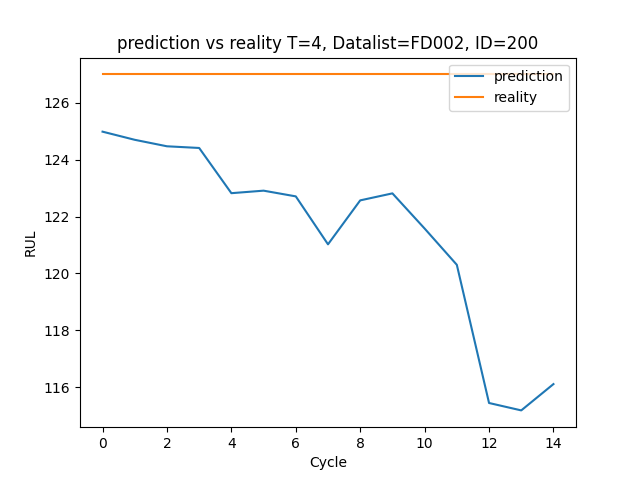 prediction vs reality T=4, Datalist=FD002, ID=200
prediction
reality
126
124
122
120
118
116
RUL
0 2 4 6 8 10 12 14
Cycle